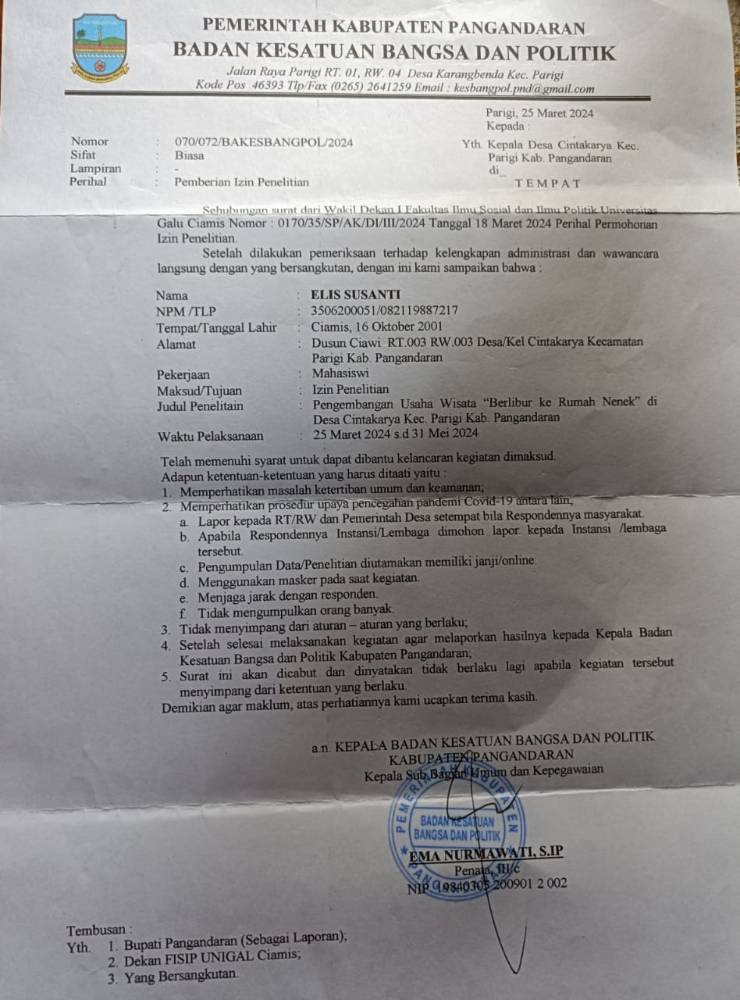 PEMERINTAH KABUPATEN PANGANDARAN
BADAN KESATUAN BANGSA DAN POLITIK
Jalan Raya Parigi RT. 01, RW. 04 Desa Karangbenda Kec. Parigi
Kode Pos 46393 Tlp/Fax (0265) 2641259 Email : kesbangpol.pnd@gmail.com
Parigi, 25 Maret 2024
Kepada :
Nomor : 070/072/BAKESBANGPOL/2024
Sifat : Biasa
Lampiran : -
Perihal : Pemberian Izin Penelitian
Yth. Kepala Desa Cintakarya Kec.
Parigi Kab. Pangandaran
di_
T E M P A T
Sehubungan surat dari Wakil Dekan I Fakultas Ilmu Sosial dan Ilmu Politik Universitas
Galu Ciamis Nomor : 0170/35/SP/AK/DI/III/2024 Tanggal 18 Maret 2024 Perihal Permohonan
Izin Penelitian.
Setelah dilakukan pemeriksaan terhadap kelengkapan administrasi dan wawancara
langsung dengan yang bersangkutan, dengan ini kami sampaikan bahwa :
Nama : ELIS SUSANTI
NPM /TLP : 3506200051/082119887217
Tempat/Tanggal Lahir : Ciamis, 16 Oktober 2001
Alamat : Dusun Ciawi RT.003 RW.003 Desa/Kel Cintakarya Kecamatan
Parigi Kab. Pangandaran
Pekerjaan : Mahasiswi
Maksud/Tujuan : Izin Penelitian
Judul Penelitain : Pengembangan Usaha Wisata “Berlibur ke Rumah Nenek” di
Desa Cintakarya Kec. Parigi Kab. Pangandaran
Waktu Pelaksanaan : 25 Maret 2024 s.d 31 Mei 2024
Telah memenuhi syarat untuk dapat dibantu kelancaran kegiatan dimaksud.
Adapun ketentuan-ketentuan yang harus ditaati yaitu :
1. Memperhatikan masalah ketertiban umum dan keamanan;
2. Memperhatikan prosedur upaya pencegahan pandemi Covid-19 antara lain;
a. Lapor kepada RT/RW dan Pemerintah Desa setempat bila Respondennya masyarakat.
b. Apabila Respondennya Instansi/Lembaga dimohon lapor kepada Instansi /lembaga
tersebut.
c. Pengumpulan Data/Penelitian diutamakan memiliki janji/online.
d. Menggunakan masker pada saat kegiatan.
e. Menjaga jarak dengan responden.
f. Tidak mengumpulkan orang banyak.
3. Tidak menyimpang dari aturan – aturan yang berlaku;
4. Setelah selesai melaksanakan kegiatan agar melaporkan hasilnya kepada Kepala Badan
Kesatuan Bangsa dan Politik Kabupaten Pangandaran;
5. Surat ini akan dicabut dan dinyatakan tidak berlaku lagi apabila kegiatan tersebut
menyimpang dari ketentuan yang berlaku.
Demikian agar maklum, atas perhatiannya kami ucapkan terima kasih.
a.n. KEPALA BADAN KESATUAN BANGSA DAN POLITIK
KABUPATEN PANGANDARAN
Kepala Sub Bagian Umum dan Kepegawaian
PEMERINTAH KABUPATEN
BADAN KESATUAN
BANGSA DAN POLITIK
EMA NURMAWATI, S.IP
Penata, III/c
NIP. 19840305 200901 2 002
Tembusan :
Yth. 1. Bupati Pangandaran (Sebagai Laporan);
2. Dekan FISIP UNIGAL Ciamis;
3. Yang Bersangkutan.